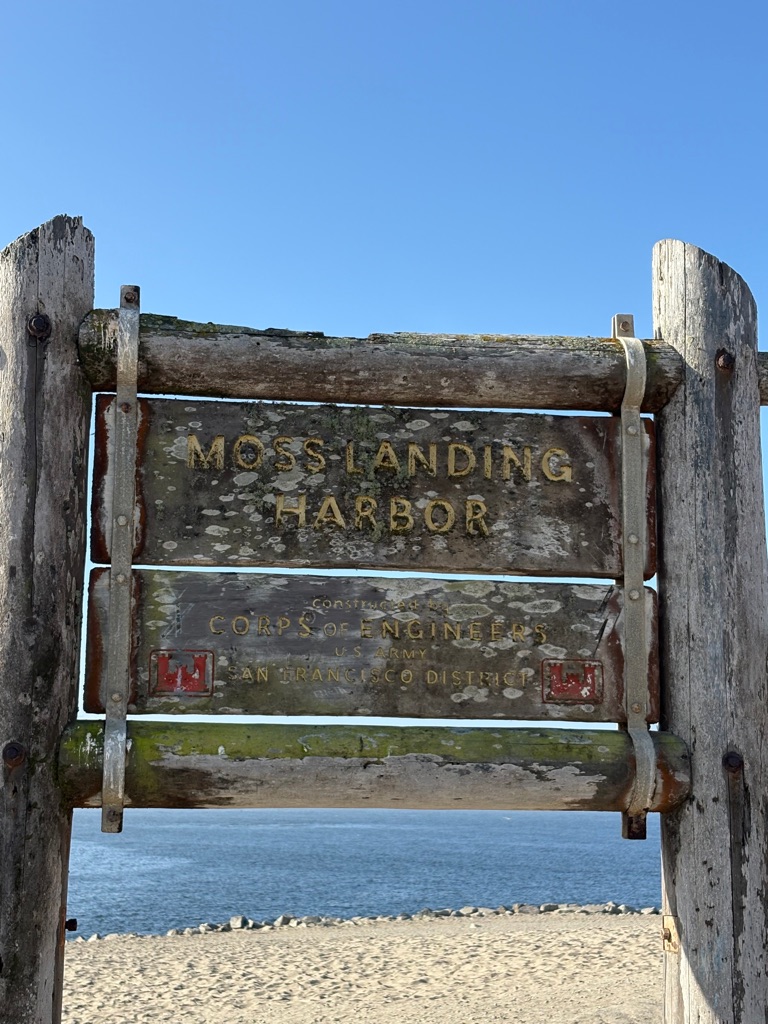 MOSS LANDING
HARBOR
CONSTRUCTED BY
CORPS OF ENGINEERS
U.S. ARMY
SAN FRANCISCO DISTRICT